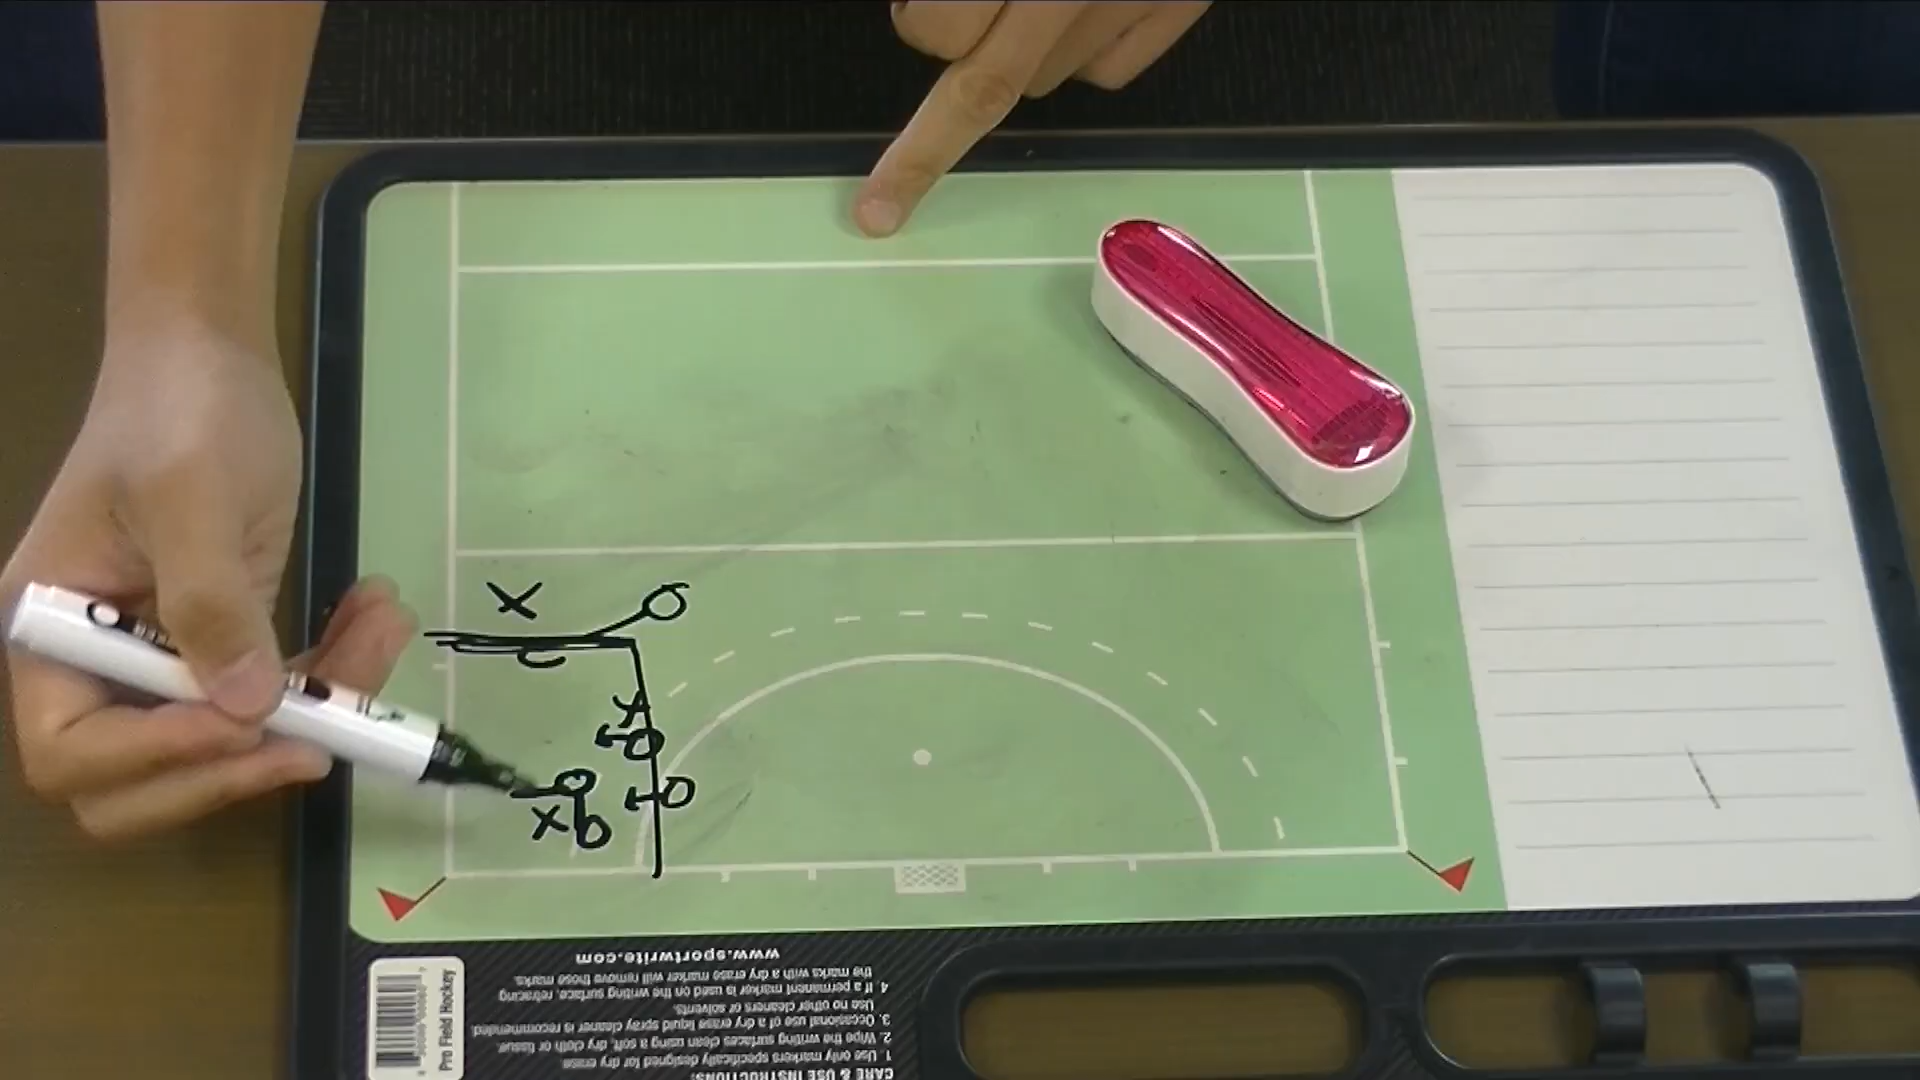 X O
X
O
O
O
X O
www.sportwrite.com
CARE & USE INSTRUCTIONS:
1. Use only markers specifically designed for dry erase
2. Wipe the writing surfaces clean using a soft, dry cloth or tissue.
3. Occasional use of a dry erase liquid spray cleaner is recommended.
Use no other cleaners or solvents.
4 If a permanent marker is used on the writing surface, retracing
the marks with a dry erase marker will remove those marks.
Pro Field Hockey